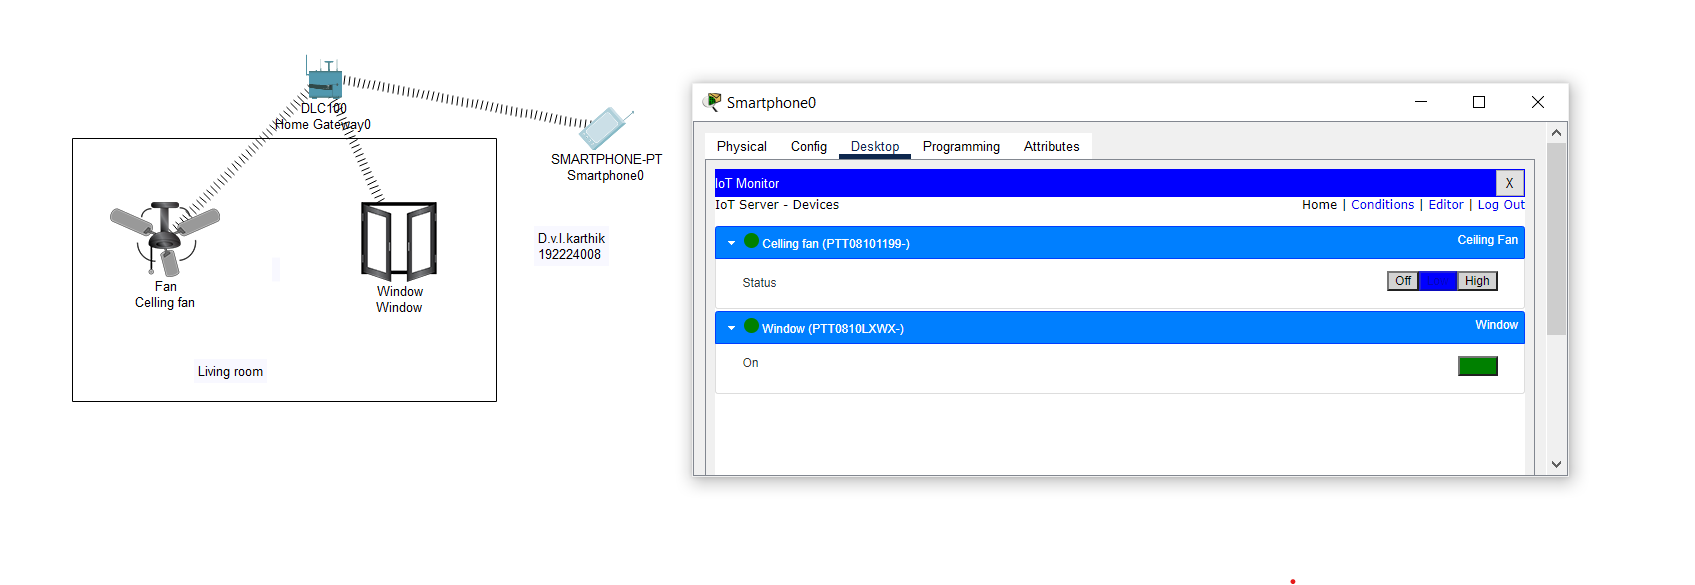 DLC100
Home Gateway0
SMARTPHONE-PT
Smartphone0
Fan
Celling fan
Window
Window
D.v.l.karthik
192224008
Living room
Smartphone0
Physical Config Desktop Programming Attributes
IoT Monitor X
IoT Server - Devices Home | Conditions | Editor | Log Out
Celling fan (PTT08101199-) Ceiling Fan
Status Off High
Window (PTT0810LXWX-) Window
On